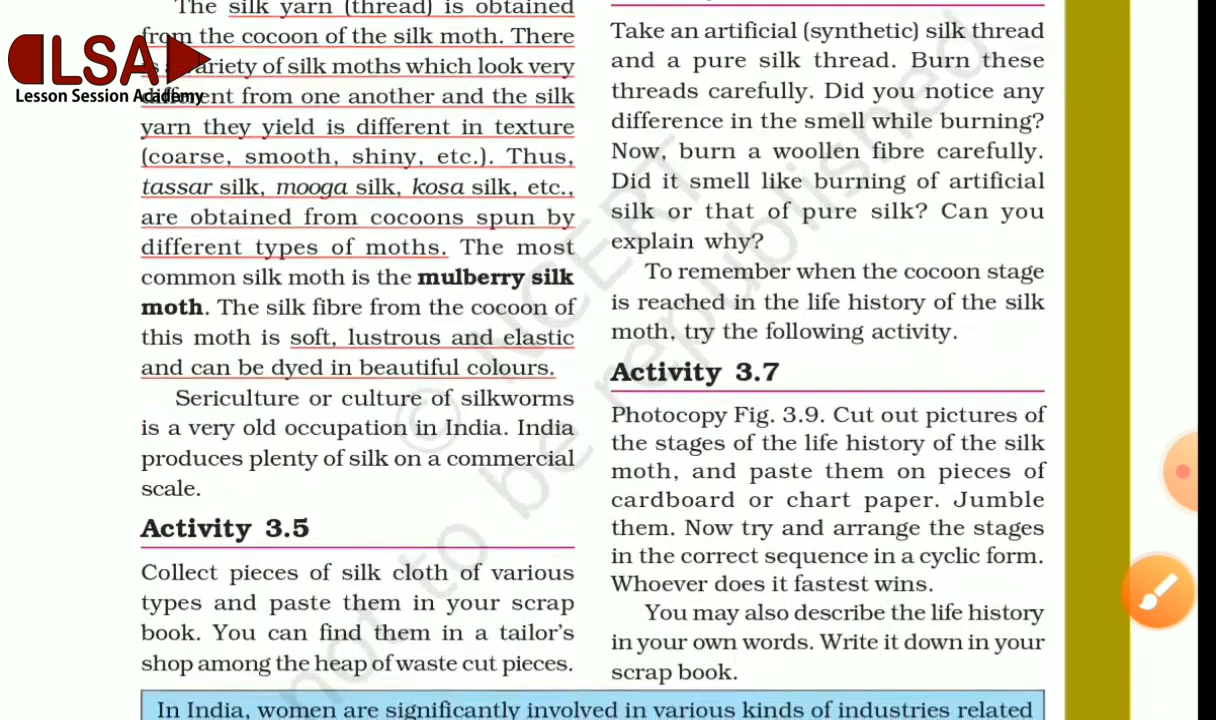 The silk yarn (thread) is obtained
from the cocoon of the silk moth. There
variety of silk moths which look very
LSA
Lesson Session Academy
different from one another and the silk
yarn they yield is different in texture
(coarse, smooth, shiny, etc.). Thus,
tassar silk, mooga silk, kosa silk, etc.,
are obtained from cocoons spun by
different types of moths. The most
common silk moth is the mulberry silk
moth. The silk fibre from the cocoon of
this moth is soft, lustrous and elastic
and can be dyed in beautiful colours.
Sericulture or culture of silkworms
is a very old occupation in India. India
produces plenty of silk on a commercial
scale.
Activity 3.5
Collect pieces of silk cloth of various
types and paste them in your scrap
book. You can find them in a tailor's
shop among the heap of waste cut pieces.
Take an artificial (synthetic) silk thread
and a pure silk thread. Burn these
threads carefully. Did you notice any
difference in the smell while burning?
Now, burn a woollen fibre carefully.
Did it smell like burning of artificial
silk or that of pure silk? Can you
explain why?
To remember when the cocoon stage
is reached in the life history of the silk
moth, try the following activity.
Activity 3.7
Photocopy Fig. 3.9. Cut out pictures of
the stages of the life history of the silk
moth, and paste them on pieces of
cardboard or chart paper. Jumble
them. Now try and arrange the stages
in the correct sequence in a cyclic form.
Whoever does it fastest wins.
You may also describe the life history
in your own words. Write it down in your
scrap book.
In India, women are significantly involved in various kinds of industries related
© NCERT
not to be republished